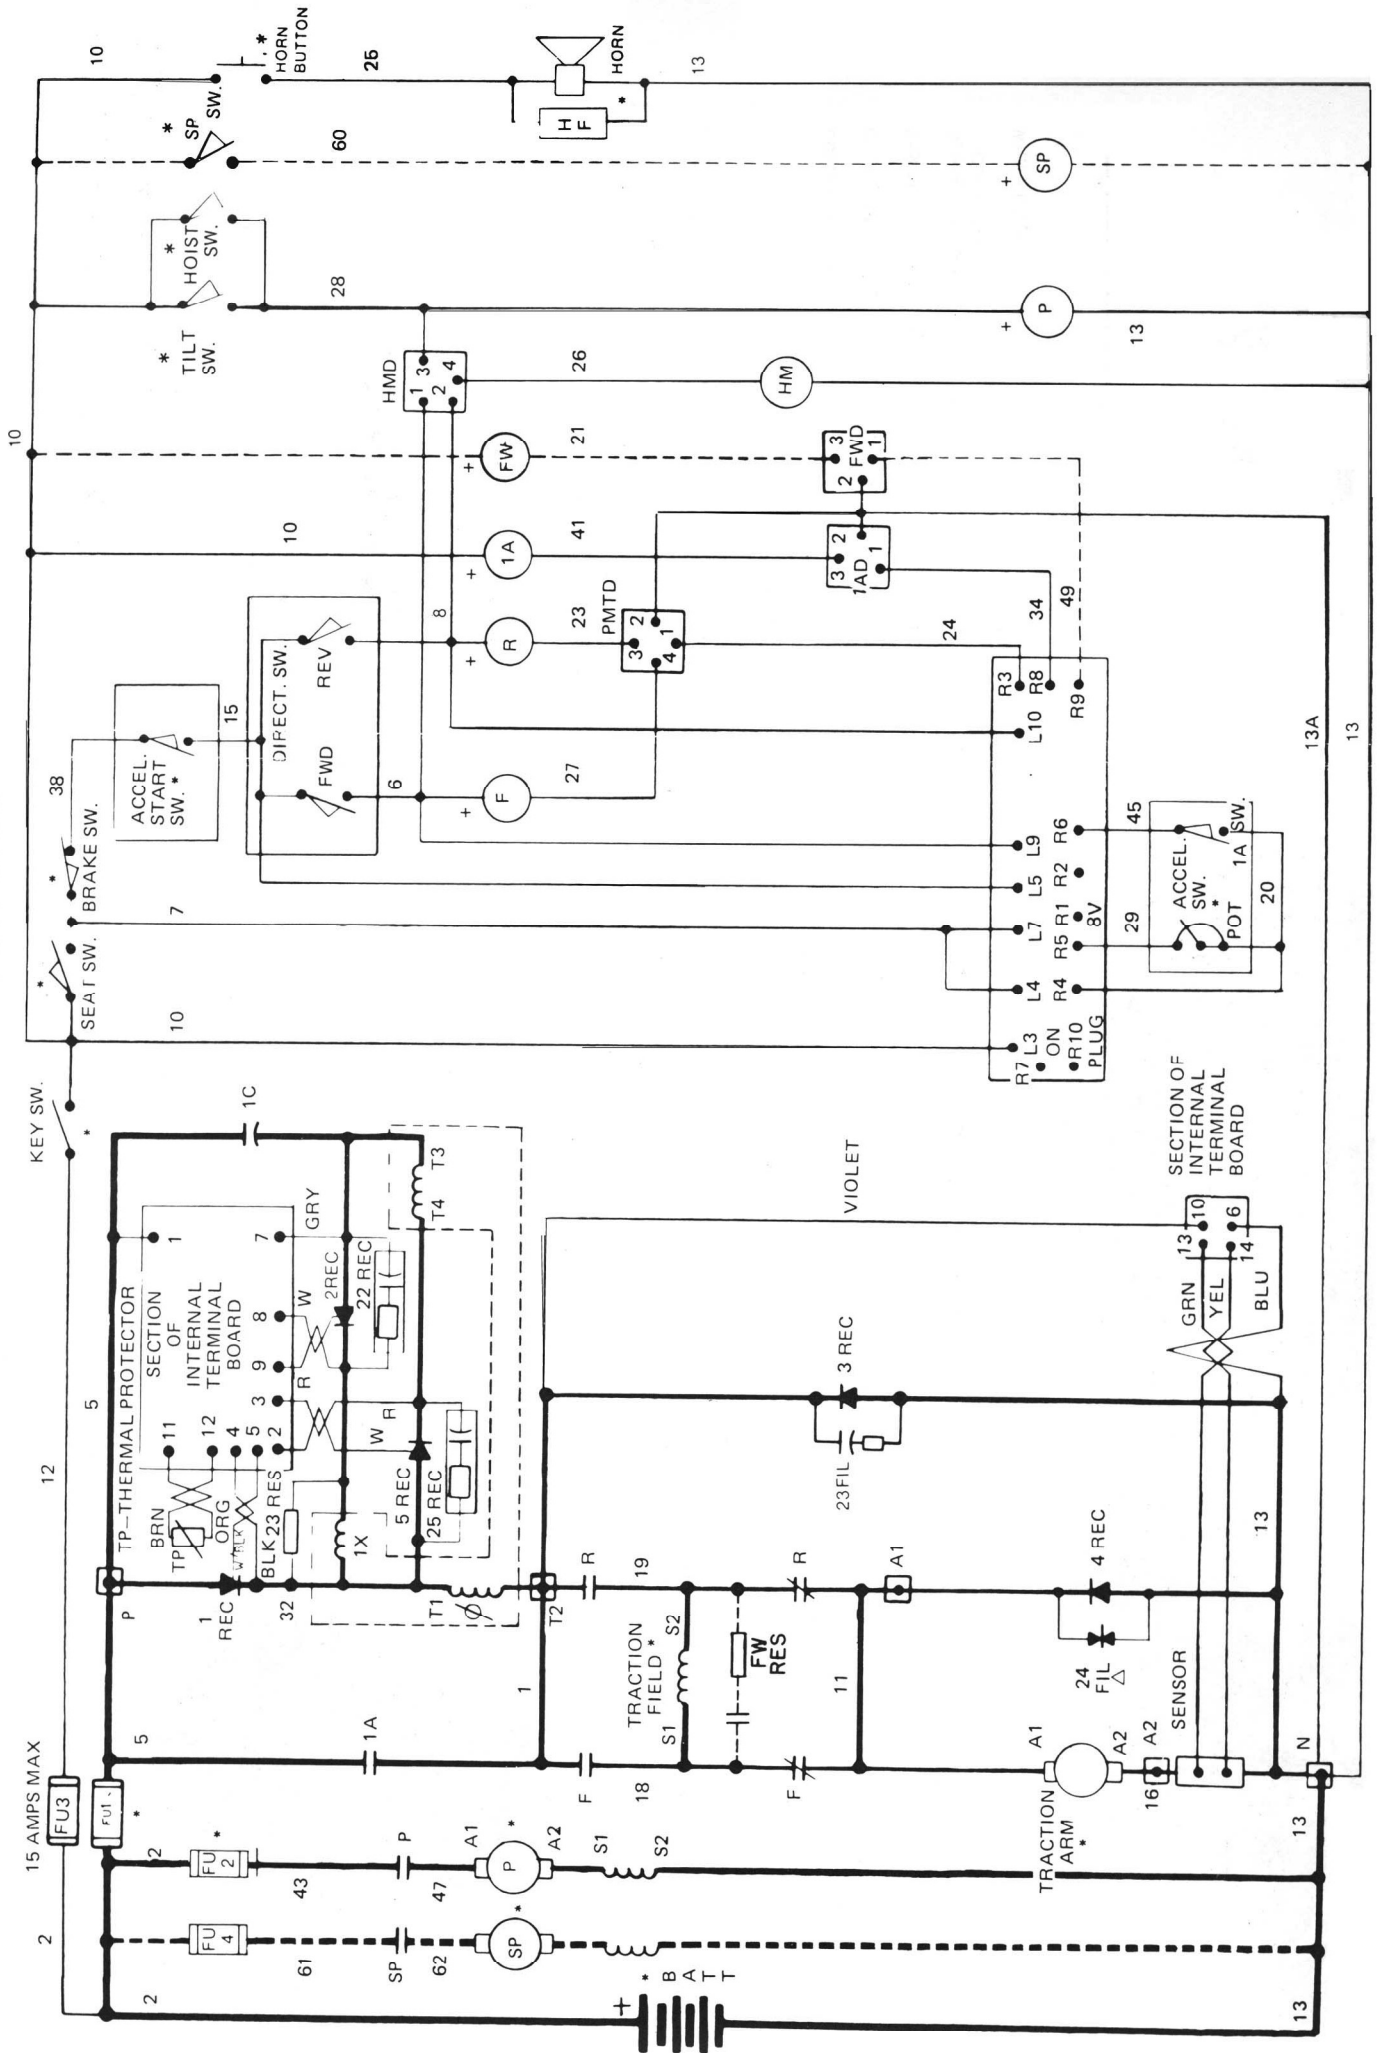 10
SP
SW.
*
*
HORN
BUTTON
25
HORN
H
F
*
13
*
60
+
SP
*
HOIST
SW.
*
TILT
SW.
28
+
P
13
HMD
1
3
2
4
26
HM
10
+
FW
21
3
FWD
2
1
10
+
1A
41
3
2
1AD
1
34
49
8
+
R
23
PMTD
3
2
4
1
24
ACCEL.
START
SW. *
15
DIRECT. SW.
REV
FWD
6
+
F
27
38
*
BRAKE SW.
7
*
SEAT SW.
10
R3
R8
R9
L10
L9
R6
L5
R2
L7
R1
8V
R5
L4
R4
L3
ON
R7
R10
PLUG
45
29
ACCEL.
SW.
*
POT
1A SW.
20
13A
13
KEY SW.
*
12
5
TP—THERMAL PROTECTOR
SECTION
OF
INTERNAL
TERMINAL
BOARD
1
7
8
9
3
2
11
12
4
5
GRY
W
R
W
R
1C
2REC
22 REC
T3
T4
5 REC
25 REC
BRN
TP
ORG
W/BLK
BLK
23 RES
1X
P
1
REC
32
T1
T2
VIOLET
SECTION OF
INTERNAL
TERMINAL
BOARD
13
10
14
6
GRN
YEL
BLU
3 REC
23FIL
13
R
19
R
A1
4 REC
24
FIL △
TRACTION
FIELD *
S2
S1
FW
RES
11
1
5
1A
F
18
F
A1
A2
TRACTION
ARM
*
16
A2
SENSOR
N
13
15 AMPS MAX
FU3
FU1
*
2
2
FU
2
*
43
P
47
A1
P
*
A2
S1
S2
FU
4
61
SP
62
SP
*
2
+
*
B
A
T
T
13